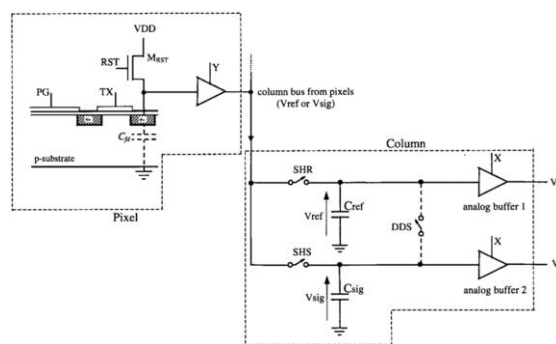 VDD
RST
M_RST
Y
PG
TX
C_fd
p-substrate
Pixel
column bus from pixels
(Vref or Vsig)
Column
X
SHR
Cref
Vref
analog buffer 1
DDS
X
SHS
Csig
Vsig
analog buffer 2